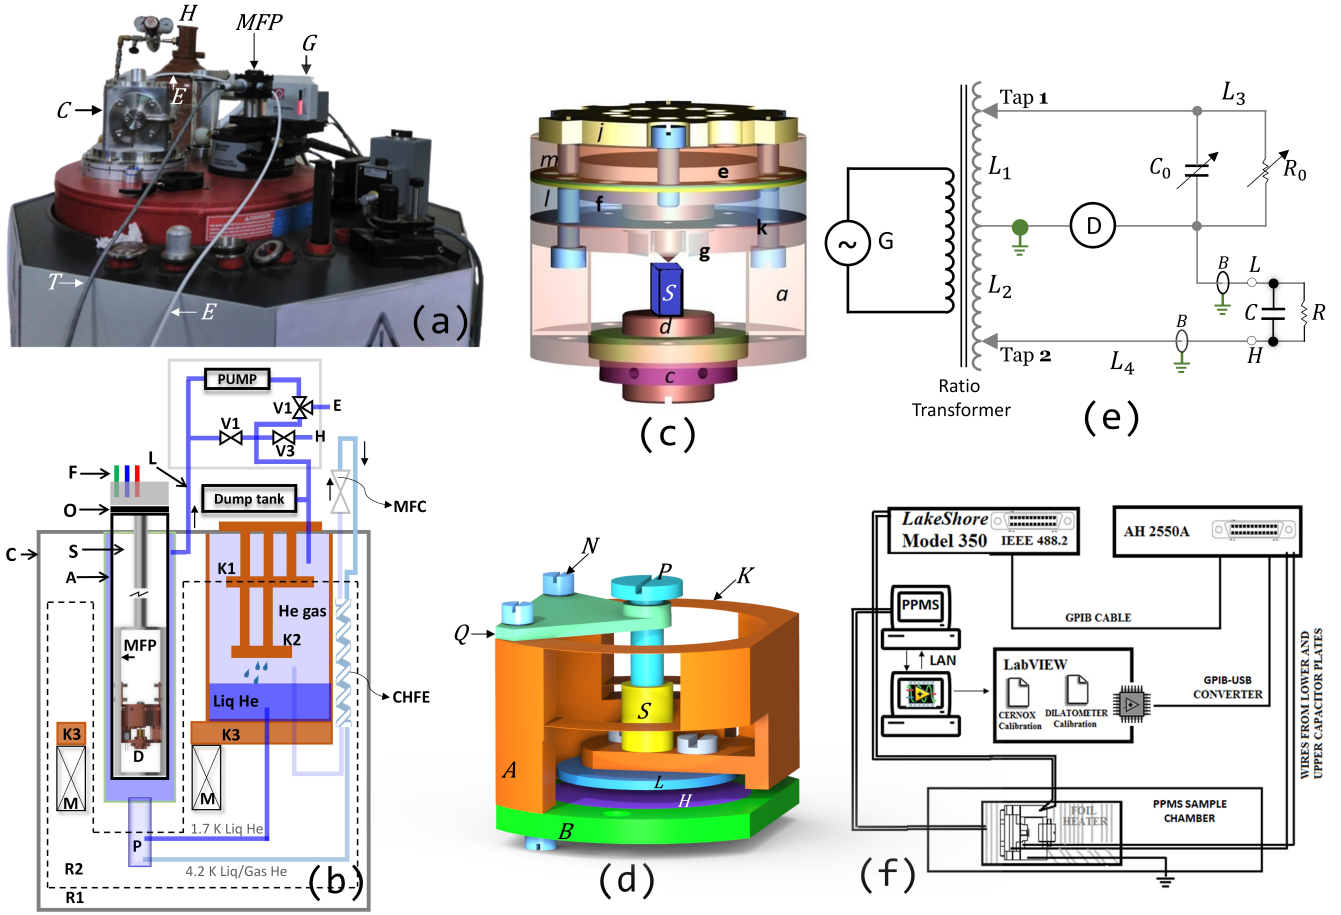 H
MFP
G
C
E
T
E
(a)
PUMP
V1
E
V1
V3
H
L
F
Dump tank
MFC
O
S
C
K1
A
He gas
MFP
K2
CHFE
Liq He
K3
K3
D
M
M
1.7 K Liq He
P
4.2 K Liq/Gas He
R2
R1
(b)
j
m
e
l
f
k
g
S
a
d
c
(c)
N
P
K
Q
S
A
L
H
B
(d)
Tap 1
L3
L1
C0
R0
G
D
L2
B
L
C
R
B
H
Tap 2
L4
Ratio
Transformer
(e)
LakeShore
Model 350
IEEE 488.2
AH 2550A
PPMS
GPIB CABLE
LAN
LabVIEW
CERNOX
Calibration
DILATOMETER
Calibration
GPIB-USB
CONVERTER
WIRES FROM LOWER AND
UPPER CAPACITOR PLATES
FOIL
HEATER
PPMS SAMPLE
CHAMBER
(f)